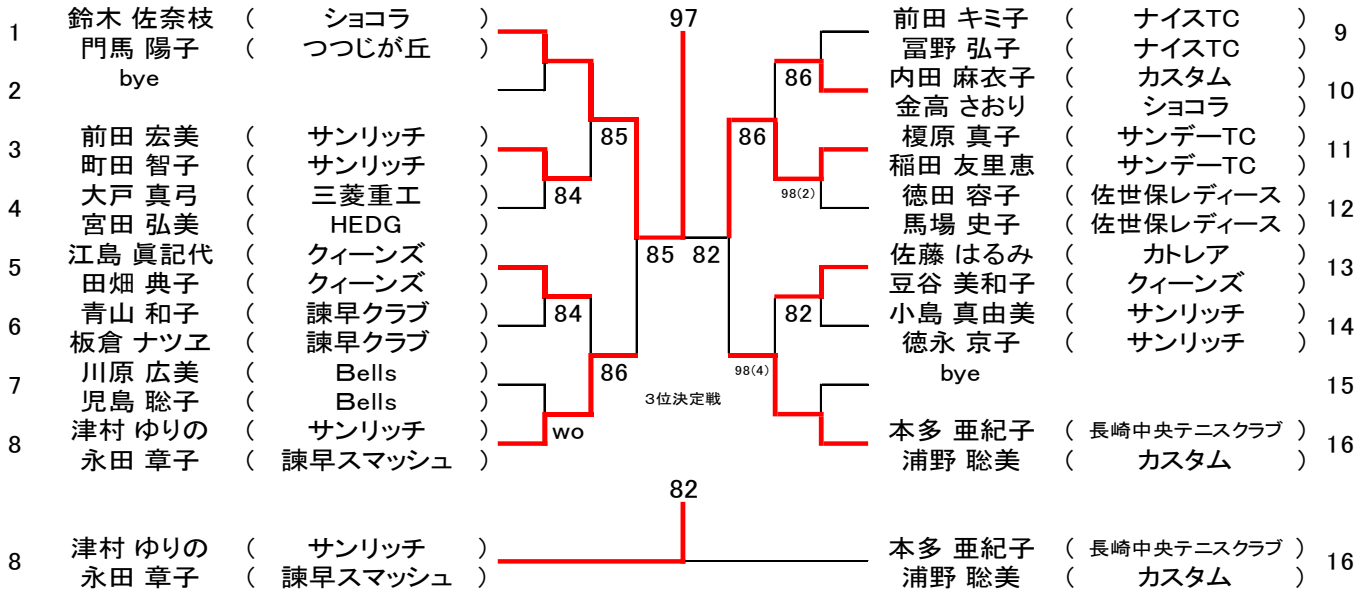 1 鈴木 佐奈枝 ( ショコラ )
門馬 陽子 ( つつじが丘 )
2 bye
3 前田 宏美 ( サンリッチ )
町田 智子 ( サンリッチ )
4 大戸 真弓 ( 三菱重工 )
宮田 弘美 ( HEDG )
5 江島 眞記代 ( クィーンズ )
田畑 典子 ( クィーンズ )
6 青山 和子 ( 諫早クラブ )
板倉 ナツヱ ( 諫早クラブ )
7 川原 広美 ( Bells )
児島 聡子 ( Bells )
8 津村 ゆりの ( サンリッチ )
永田 章子 ( 諫早スマッシュ )
84
84
wo
85
86
85
97
82
86
98(4)
86
98(2)
82
3位決定戦
前田 キミ子 ( ナイスTC ) 9
冨野 弘子 ( ナイスTC )
内田 麻衣子 ( カスタム ) 10
金高 さおり ( ショコラ )
榎原 真子 ( サンデーTC ) 11
稲田 友里恵 ( サンデーTC )
徳田 容子 ( 佐世保レディース ) 12
馬場 史子 ( 佐世保レディース )
佐藤 はるみ ( カトレア ) 13
豆谷 美和子 ( クィーンズ )
小島 真由美 ( サンリッチ ) 14
徳永 京子 ( サンリッチ )
bye 15
本多 亜紀子 ( 長崎中央テニスクラブ ) 16
浦野 聡美 ( カスタム )
82
8 津村 ゆりの ( サンリッチ )
永田 章子 ( 諫早スマッシュ )
本多 亜紀子 ( 長崎中央テニスクラブ ) 16
浦野 聡美 ( カスタム )